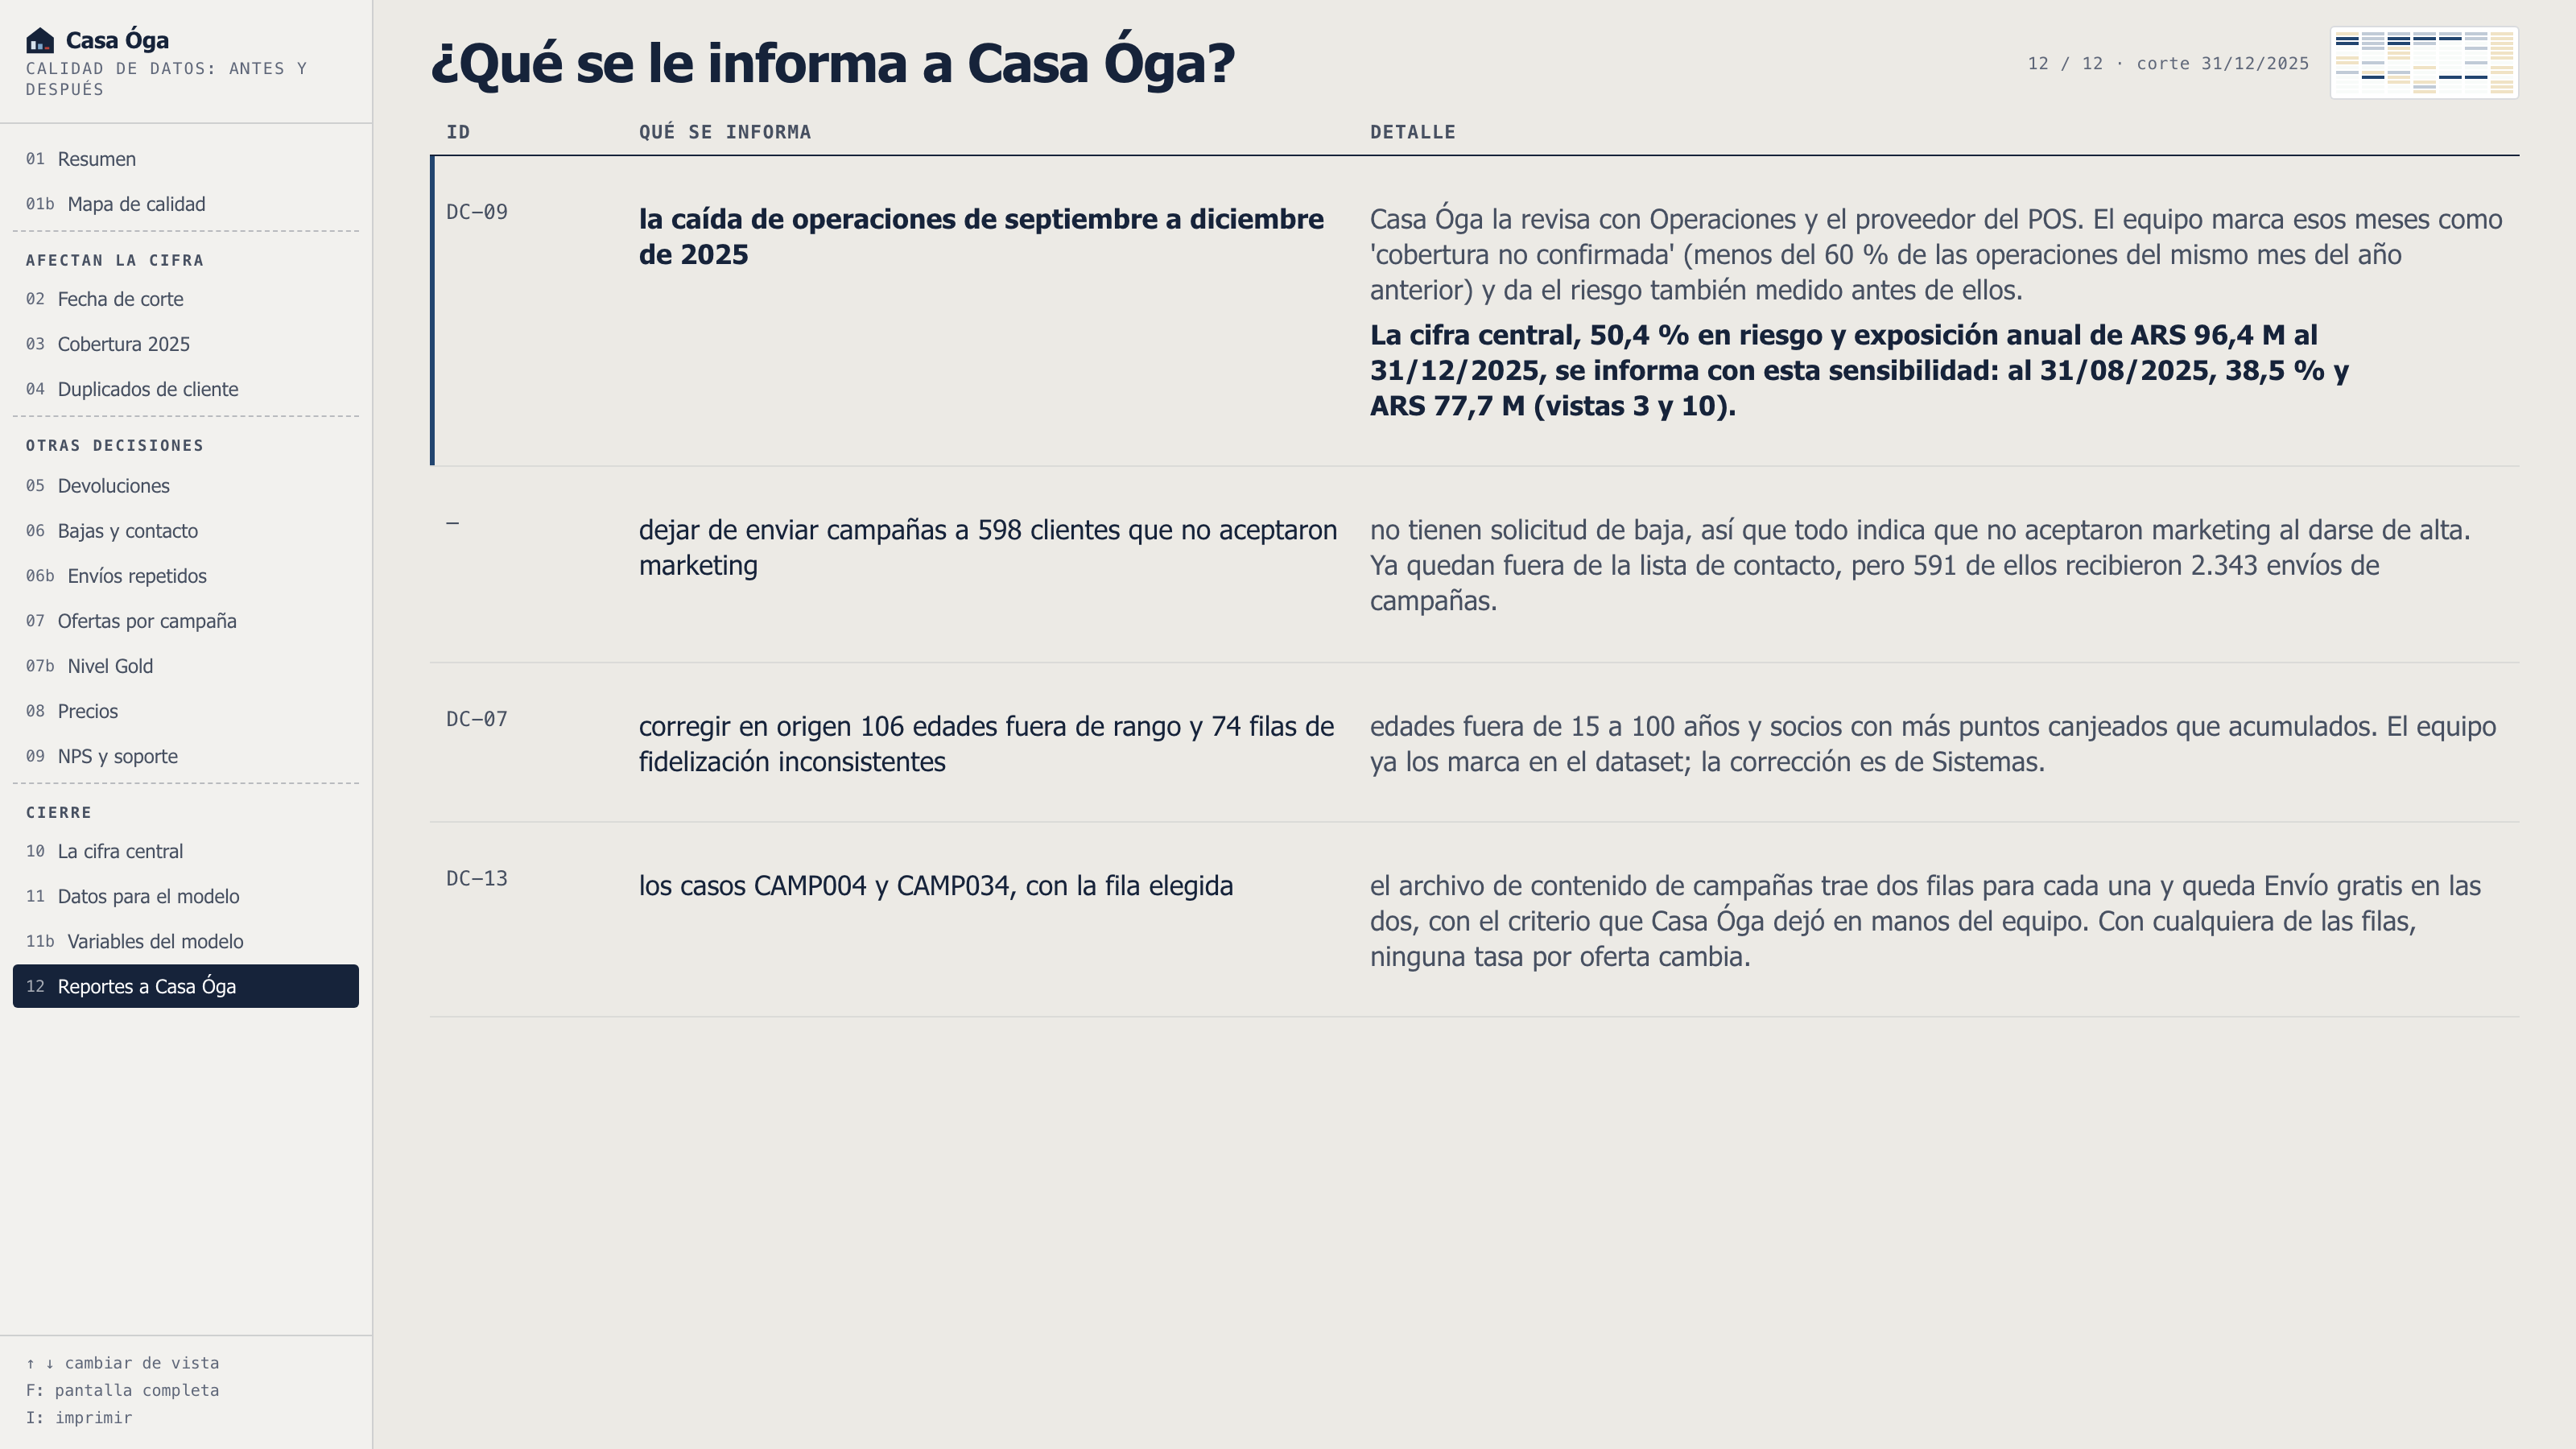 Casa Óga
CALIDAD DE DATOS: ANTES Y
DESPUÉS
01 Resumen
01b Mapa de calidad
AFECTAN LA CIFRA
02 Fecha de corte
03 Cobertura 2025
04 Duplicados de cliente
OTRAS DECISIONES
05 Devoluciones
06 Bajas y contacto
06b Envíos repetidos
07 Ofertas por campaña
07b Nivel Gold
08 Precios
09 NPS y soporte
CIERRE
10 La cifra central
11 Datos para el modelo
11b Variables del modelo
12 Reportes a Casa Óga
↑ ↓ cambiar de vista
F: pantalla completa
I: imprimir
¿Qué se le informa a Casa Óga?
12 / 12 · corte 31/12/2025
ID QUÉ SE INFORMA DETALLE
DC–09
la caída de operaciones de septiembre a diciembre
de 2025
Casa Óga la revisa con Operaciones y el proveedor del POS. El equipo marca esos meses como
'cobertura no confirmada' (menos del 60 % de las operaciones del mismo mes del año
anterior) y da el riesgo también medido antes de ellos.
La cifra central, 50,4 % en riesgo y exposición anual de ARS 96,4 M al
31/12/2025, se informa con esta sensibilidad: al 31/08/2025, 38,5 % y
ARS 77,7 M (vistas 3 y 10).
–
dejar de enviar campañas a 598 clientes que no aceptaron
marketing
no tienen solicitud de baja, así que todo indica que no aceptaron marketing al darse de alta.
Ya quedan fuera de la lista de contacto, pero 591 de ellos recibieron 2.343 envíos de
campañas.
DC–07
corregir en origen 106 edades fuera de rango y 74 filas de
fidelización inconsistentes
edades fuera de 15 a 100 años y socios con más puntos canjeados que acumulados. El equipo
ya los marca en el dataset; la corrección es de Sistemas.
DC–13
los casos CAMP004 y CAMP034, con la fila elegida
el archivo de contenido de campañas trae dos filas para cada una y queda Envío gratis en las
dos, con el criterio que Casa Óga dejó en manos del equipo. Con cualquiera de las filas,
ninguna tasa por oferta cambia.